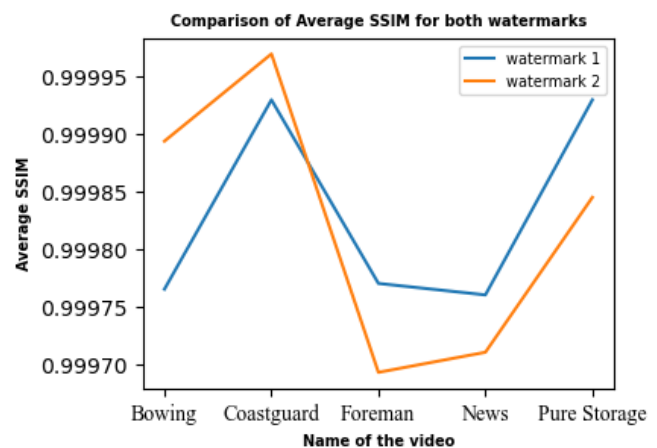 Comparison of Average SSIM for both watermarks
watermark 1
watermark 2
Average SSIM
0.99995
0.99990
0.99985
0.99980
0.99975
0.99970
Bowing Coastguard Foreman News Pure Storage
Name of the video